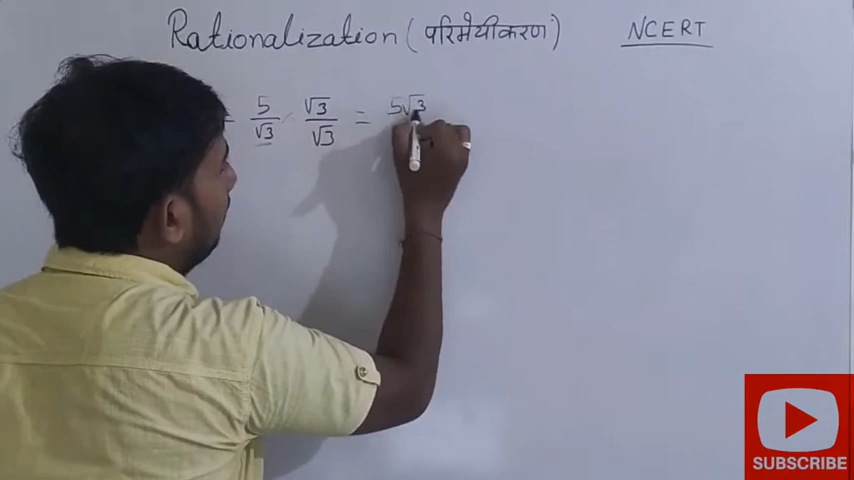 Rationalization (परिमेयीकरण) NCERT
5/√3 √3/√3 = 5√3
SUBSCRIBE